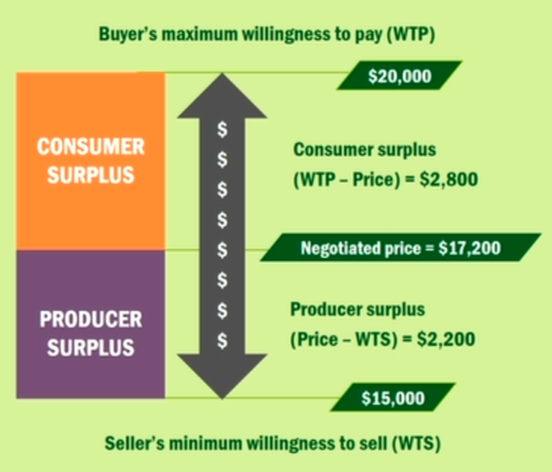 Buyer's maximum willingness to pay (WTP)
$20,000
CONSUMER
SURPLUS
$
$
$
$
$
$
$
$
Consumer surplus
(WTP – Price) = $2,800
Negotiated price = $17,200
PRODUCER
SURPLUS
Producer surplus
(Price – WTS) = $2,200
$15,000
Seller's minimum willingness to sell (WTS)